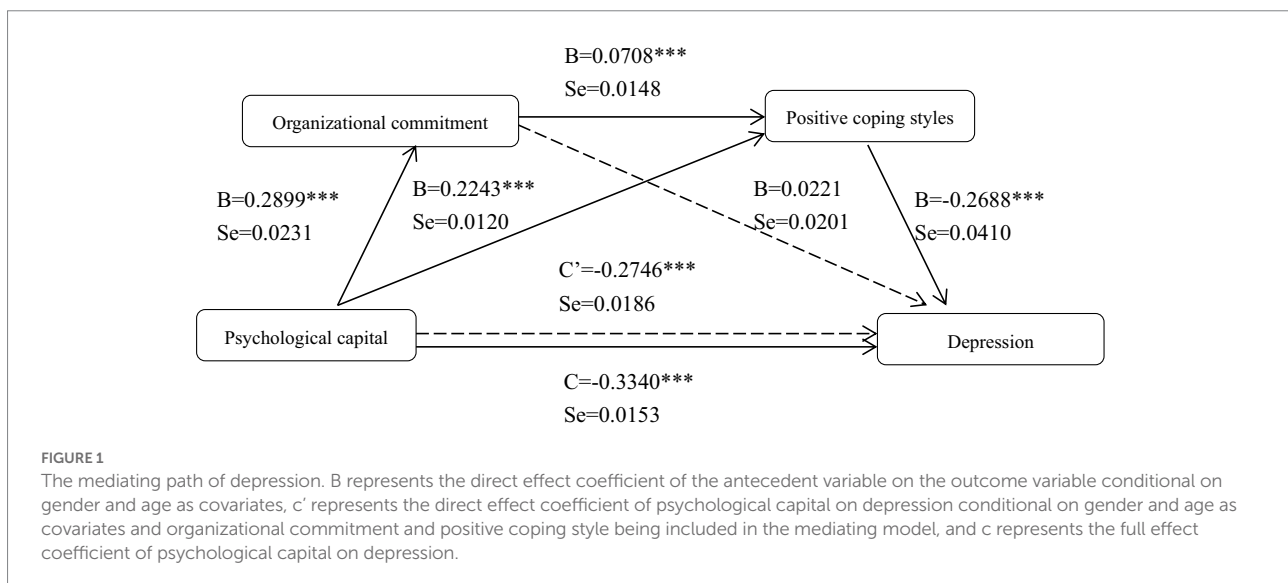 B=0.0708***
Se=0.0148
Organizational commitment
Positive coping styles
B=0.2899***
Se=0.0231
B=0.2243***
Se=0.0120
B=0.0221
Se=0.0201
B=-0.2688***
Se=0.0410
C’=-0.2746***
Se=0.0186
Psychological capital
Depression
C=-0.3340***
Se=0.0153
FIGURE 1
The mediating path of depression. B represents the direct effect coefficient of the antecedent variable on the outcome variable conditional on
gender and age as covariates, c’ represents the direct effect coefficient of psychological capital on depression conditional on gender and age as
covariates and organizational commitment and positive coping style being included in the mediating model, and c represents the full effect
coefficient of psychological capital on depression.